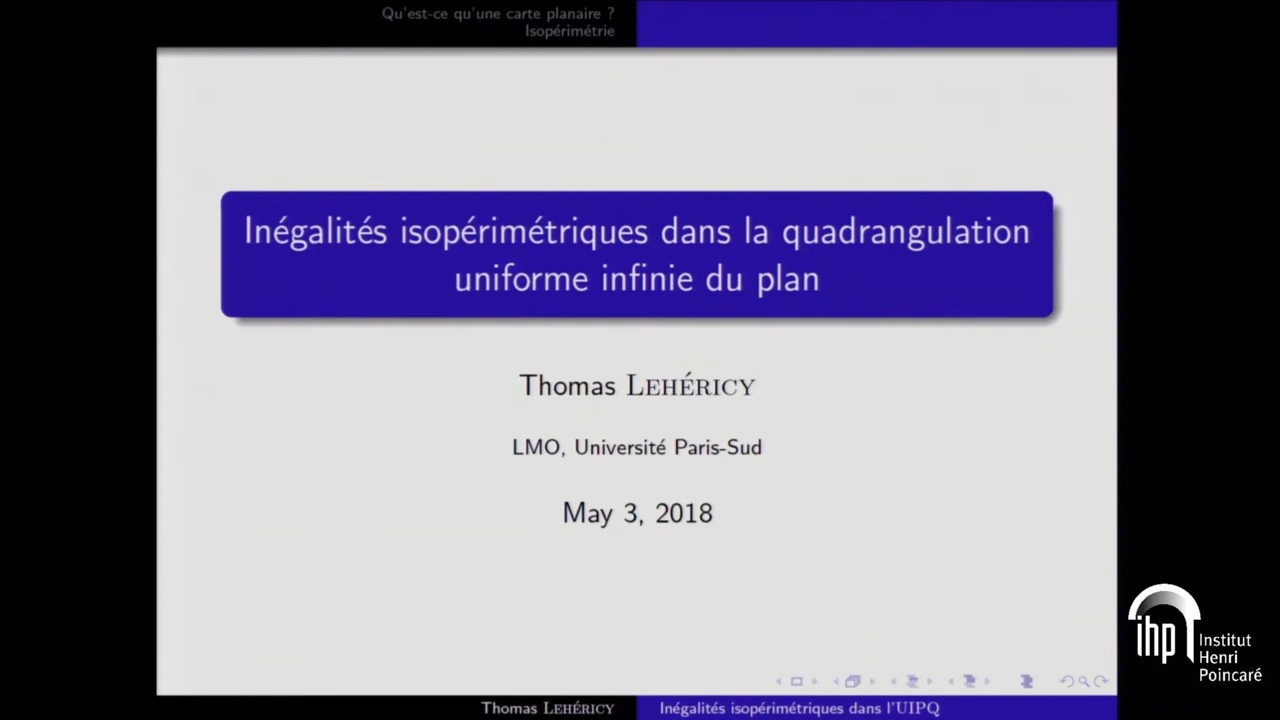 Qu'est-ce qu'une carte planaire ?
Isopérimétrie
Inégalités isopérimétriques dans la quadrangulation
uniforme infinie du plan
Thomas LEHÉRICY
LMO, Université Paris-Sud
May 3, 2018
ihp Institut
Henri
Poincaré
Thomas LEHÉRICY
Inégalités isopérimétriques dans l'UIPQ